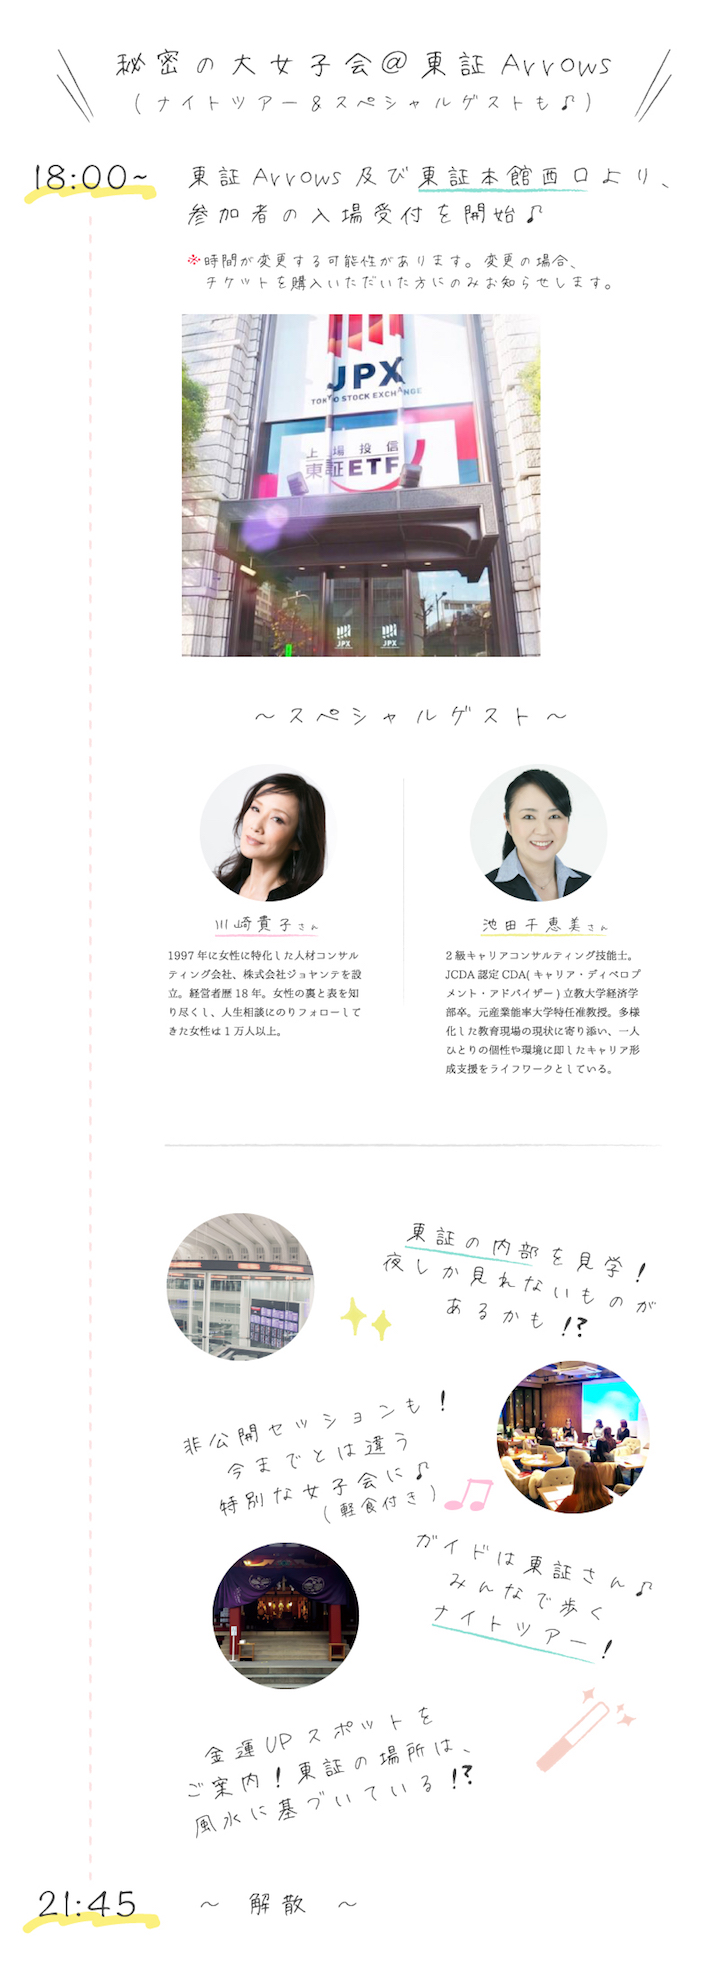 秘密の大女子会@東証Arrows
(ナイトツアー&スペシャルゲストも♪)
18:00~
東証Arrows及び東証本館西口より、
参加者の入場受付を開始♪
※時間が変更する可能性があります。変更の場合、
チケットを購入いただいた方にのみお知らせします。
JPX
TOKYO STOCK EXCHANGE
上場投信
東証ETF
JPX
JPX
～スペシャルゲスト～
川崎貴子さん
1997年に女性に特化した人材コンサル
ティング会社、株式会社ジョヤンテを設
立。経営者歴18年。女性の裏と表を知
り尽くし、人生相談にのりフォローして
きた女性は1万人以上。
池田千恵美さん
2級キャリアコンサルティング技能士。
JCDA認定CDA(キャリア・ディベロプ
メント・アドバイザー)立教大学経済学
部卒。元産業能率大学特任准教授。多様
化した教育現場の現状に寄り添い、一人
ひとりの個性や環境に即したキャリア形
成支援をライフワークとしている。
東証の内部を見学!
夜しか見れないものが
あるかも!?
非公開セッションも!
今までとは違う
特別な女子会に♪
(軽食付き)
ガイドは東証さん♪
みんなで歩く
ナイトツアー!
金運UPスポットを
ご案内!東証の場所は、
風水に基づいている!?
21:45
～ 解散 ～